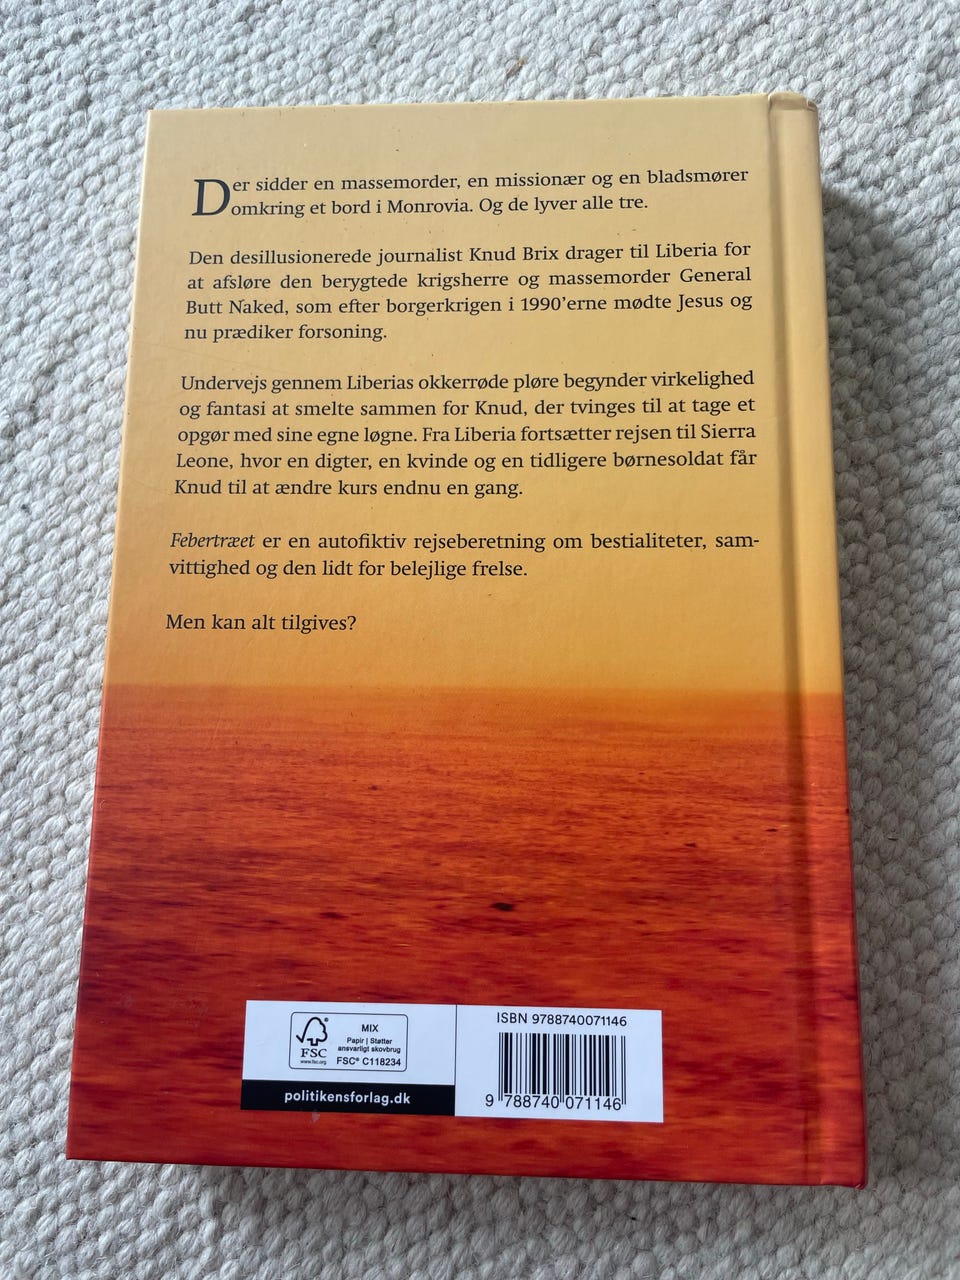 Der sidder en massemorder, en missionær og en bladsmører
omkring et bord i Monrovia. Og de lyver alle tre.
Den desillusionerede journalist Knud Brix drager til Liberia for
at afsløre den berygtede krigsherre og massemorder General
Butt Naked, som efter borgerkrigen i 1990'erne mødte Jesus og
nu prædiker forsoning.
Undervejs gennem Liberias okkerrøde pløre begynder virkelighed
og fantasi at smelte sammen for Knud, der tvinges til at tage et
opgør med sine egne løgne. Fra Liberia fortsætter rejsen til Sierra
Leone, hvor en digter, en kvinde og en tidligere børnesoldat får
Knud til at ændre kurs endnu en gang.
Febertræet er en autofiktiv rejseberetning om bestialiteter, sam-
vittighed og den lidt for belejlige frelse.
Men kan alt tilgives?
FSC
www.fsc.org
MIX
Papir | Støtter
ansvarligt skovbrug
FSC® C118234
politikensforlag.dk
ISBN 9788740071146
9 788740 071146